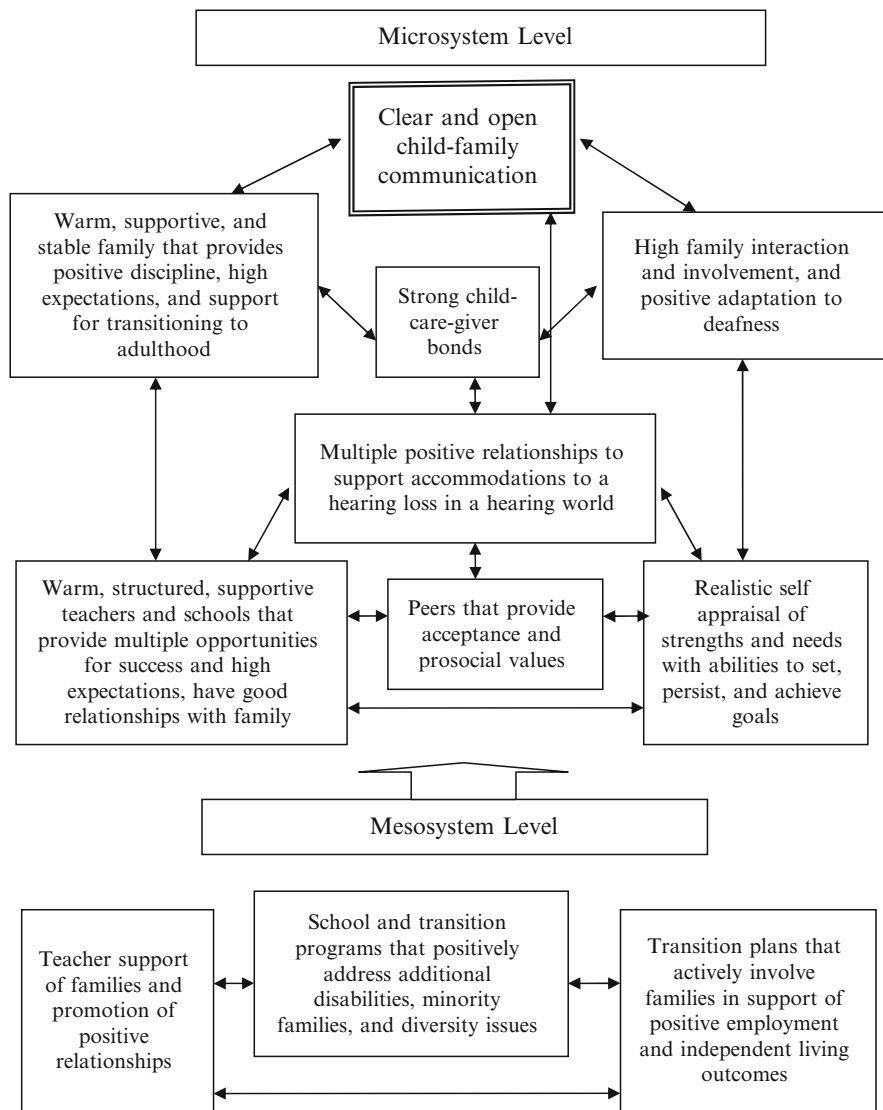 Microsystem Level
Clear and open
child-family
communication
Warm, supportive, and
stable family that provides
positive discipline, high
expectations, and support
for transitioning to
adulthood
Strong child-
care-giver
bonds
High family interaction
and involvement, and
positive adaptation to
deafness
Multiple positive relationships to
support accommodations to a
hearing loss in a hearing world
Warm, structured, supportive
teachers and schools that
provide multiple opportunities
for success and high
expectations, have good
relationships with family
Peers that provide
acceptance and
prosocial values
Realistic self
appraisal of
strengths and needs
with abilities to set,
persist, and achieve
goals
Mesosystem Level
Teacher support
of families and
promotion of
positive
relationships
School and transition
programs that positively
address additional
disabilities, minority
families, and diversity issues
Transition plans that
actively involve
families in support of
positive employment
and independent living
outcomes